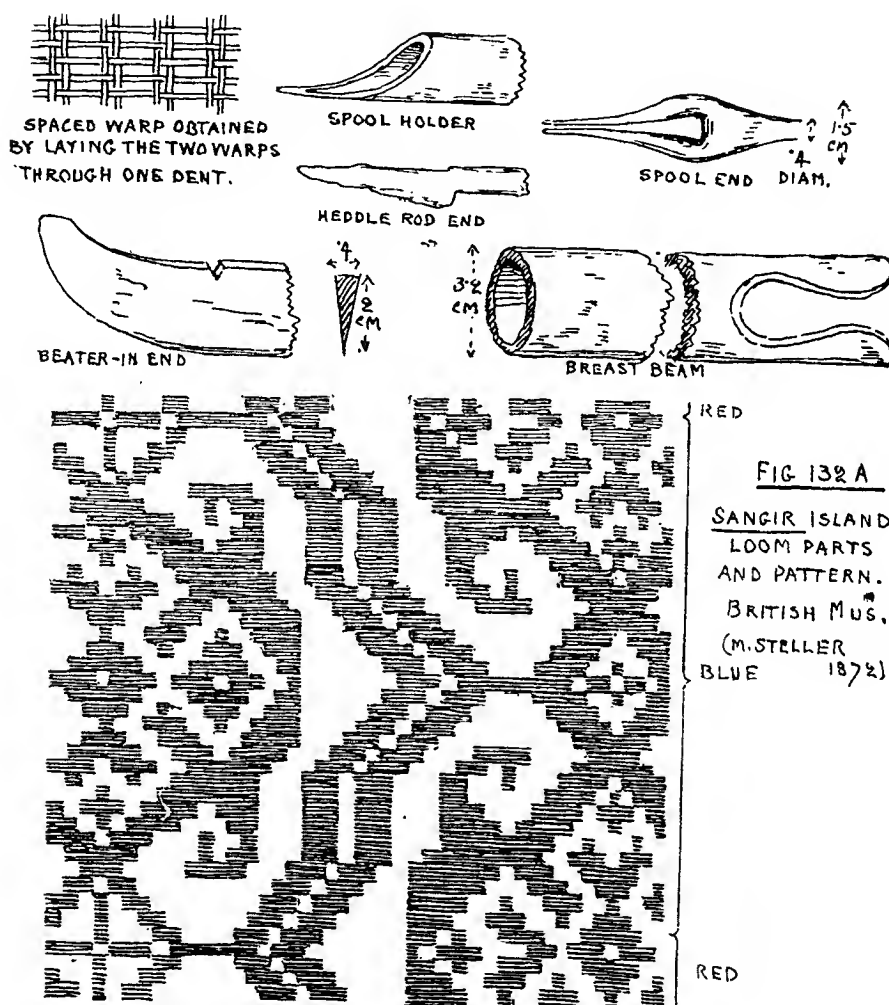 SPACED WARP OBTAINED
BY LAYING THE TWO WARPS
THROUGH ONE DENT.
SPOOL HOLDER
SPOOL END DIAM.
·4
1·5
CM
HEDDLE ROD END
BEATER-IN END
·4
2
CM
3·2
CM
BREAST BEAM
RED
FIG 132 A
SANGIR ISLAND
LOOM PARTS
AND PATTERN.
BRITISH MUS.
(M. STELLER
1872)
BLUE
RED